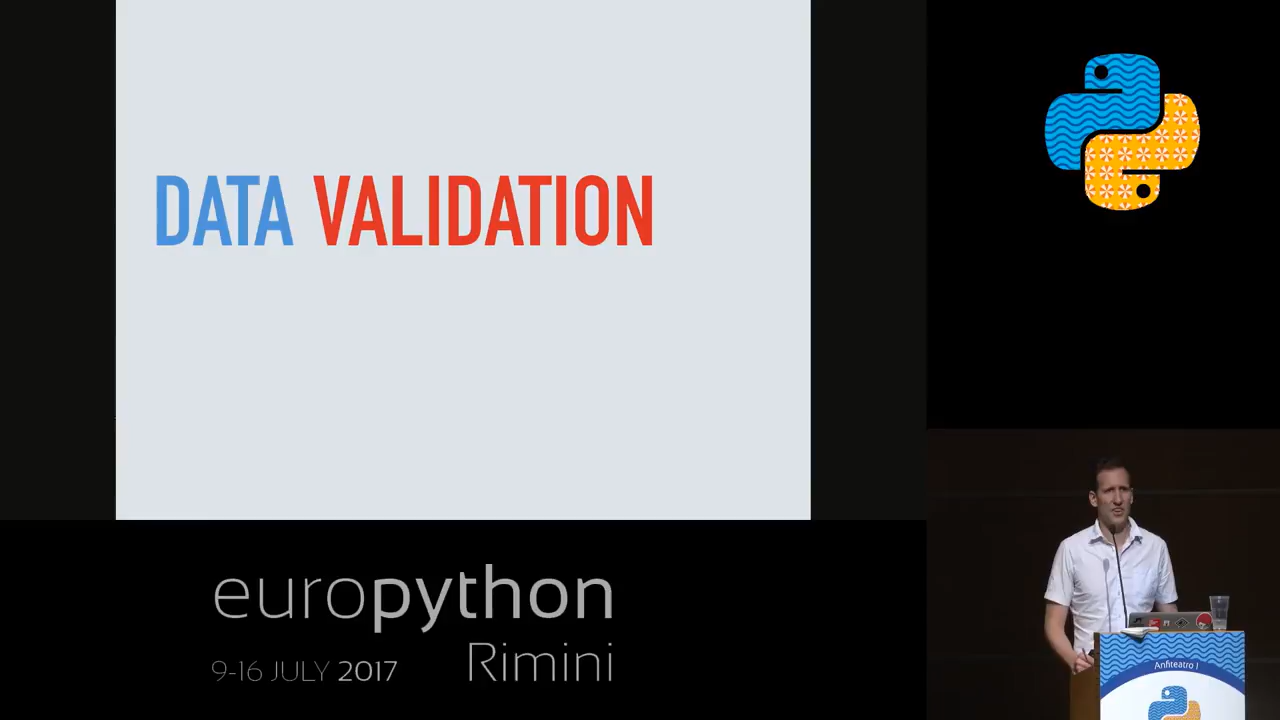 DATA VALIDATION
europython
9-16 JULY 2017
Rimini
Anfiteatro I